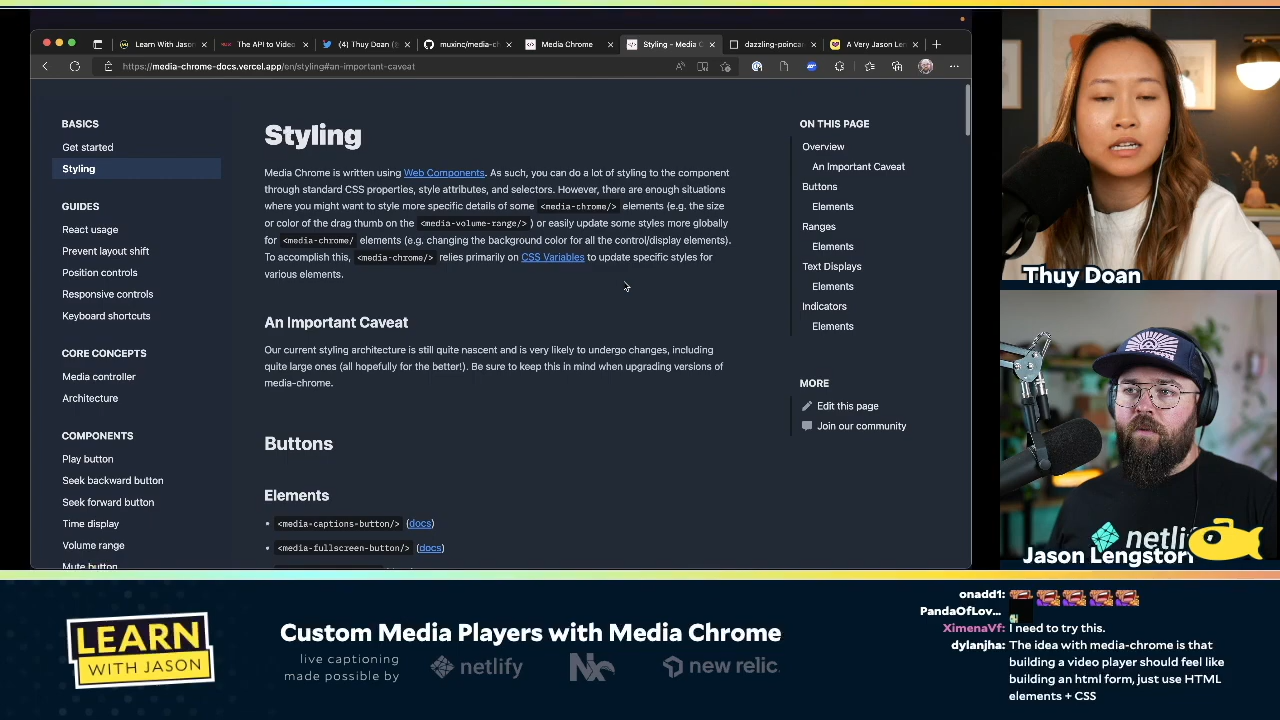 Learn With Jason
The API to Video
(4) Thuy Doan (
muxinc/media-c
Media Chrome
Styling - Media C
dazzling-poincar
A Very Jason Len
https://media-chrome-docs.vercel.app/en/styling#an-important-caveat
BASICS
Get started
Styling
GUIDES
React usage
Prevent layout shift
Position controls
Responsive controls
Keyboard shortcuts
CORE CONCEPTS
Media controller
Architecture
COMPONENTS
Play button
Seek backward button
Seek forward button
Time display
Volume range
Mute button
Styling
Media Chrome is written using Web Components. As such, you can do a lot of styling to the component
through standard CSS properties, style attributes, and selectors. However, there are enough situations
where you might want to style more specific details of some <media-chrome/> elements (e.g. the size
or color of the drag thumb on the <media-volume-range/> ) or easily update some styles more globally
for <media-chrome/ elements (e.g. changing the background color for all the control/display elements).
To accomplish this, <media-chrome/> relies primarily on CSS Variables to update specific styles for
various elements.
An Important Caveat
Our current styling architecture is still quite nascent and is very likely to undergo changes, including
quite large ones (all hopefully for the better!). Be sure to keep this in mind when upgrading versions of
media-chrome.
Buttons
Elements
<media-captions-button/> (docs)
<media-fullscreen-button/> (docs)
ON THIS PAGE
Overview
An Important Caveat
Buttons
Elements
Ranges
Elements
Text Displays
Elements
Indicators
Elements
MORE
Edit this page
Join our community
Thuy Doan
netlify
Jason Lengstorf
LEARN
WITH JASON
Custom Media Players with Media Chrome
live captioning
made possible by
netlify
Nx
new relic
onadd1:
PandaOfLov...
XimenaVf: I need to try this.
dylanjha: The idea with media-chrome is that
building a video player should feel like
building an html form, just use HTML
elements + CSS